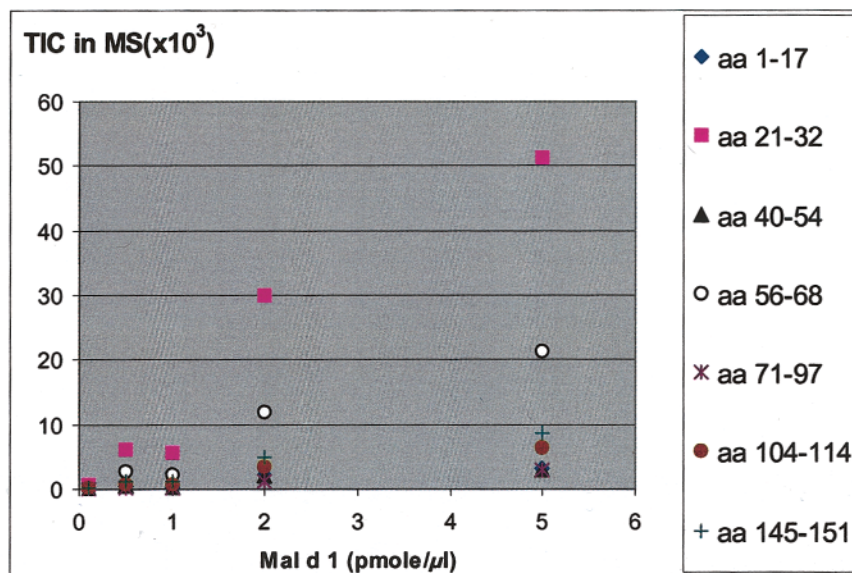 TIC in MS(x10³)
60
50
40
30
20
10
0
0 1 2 3 4 5 6
Mal d 1 (pmole/µl)
aa 1-17
aa 21-32
aa 40-54
aa 56-68
aa 71-97
aa 104-114
aa 145-151